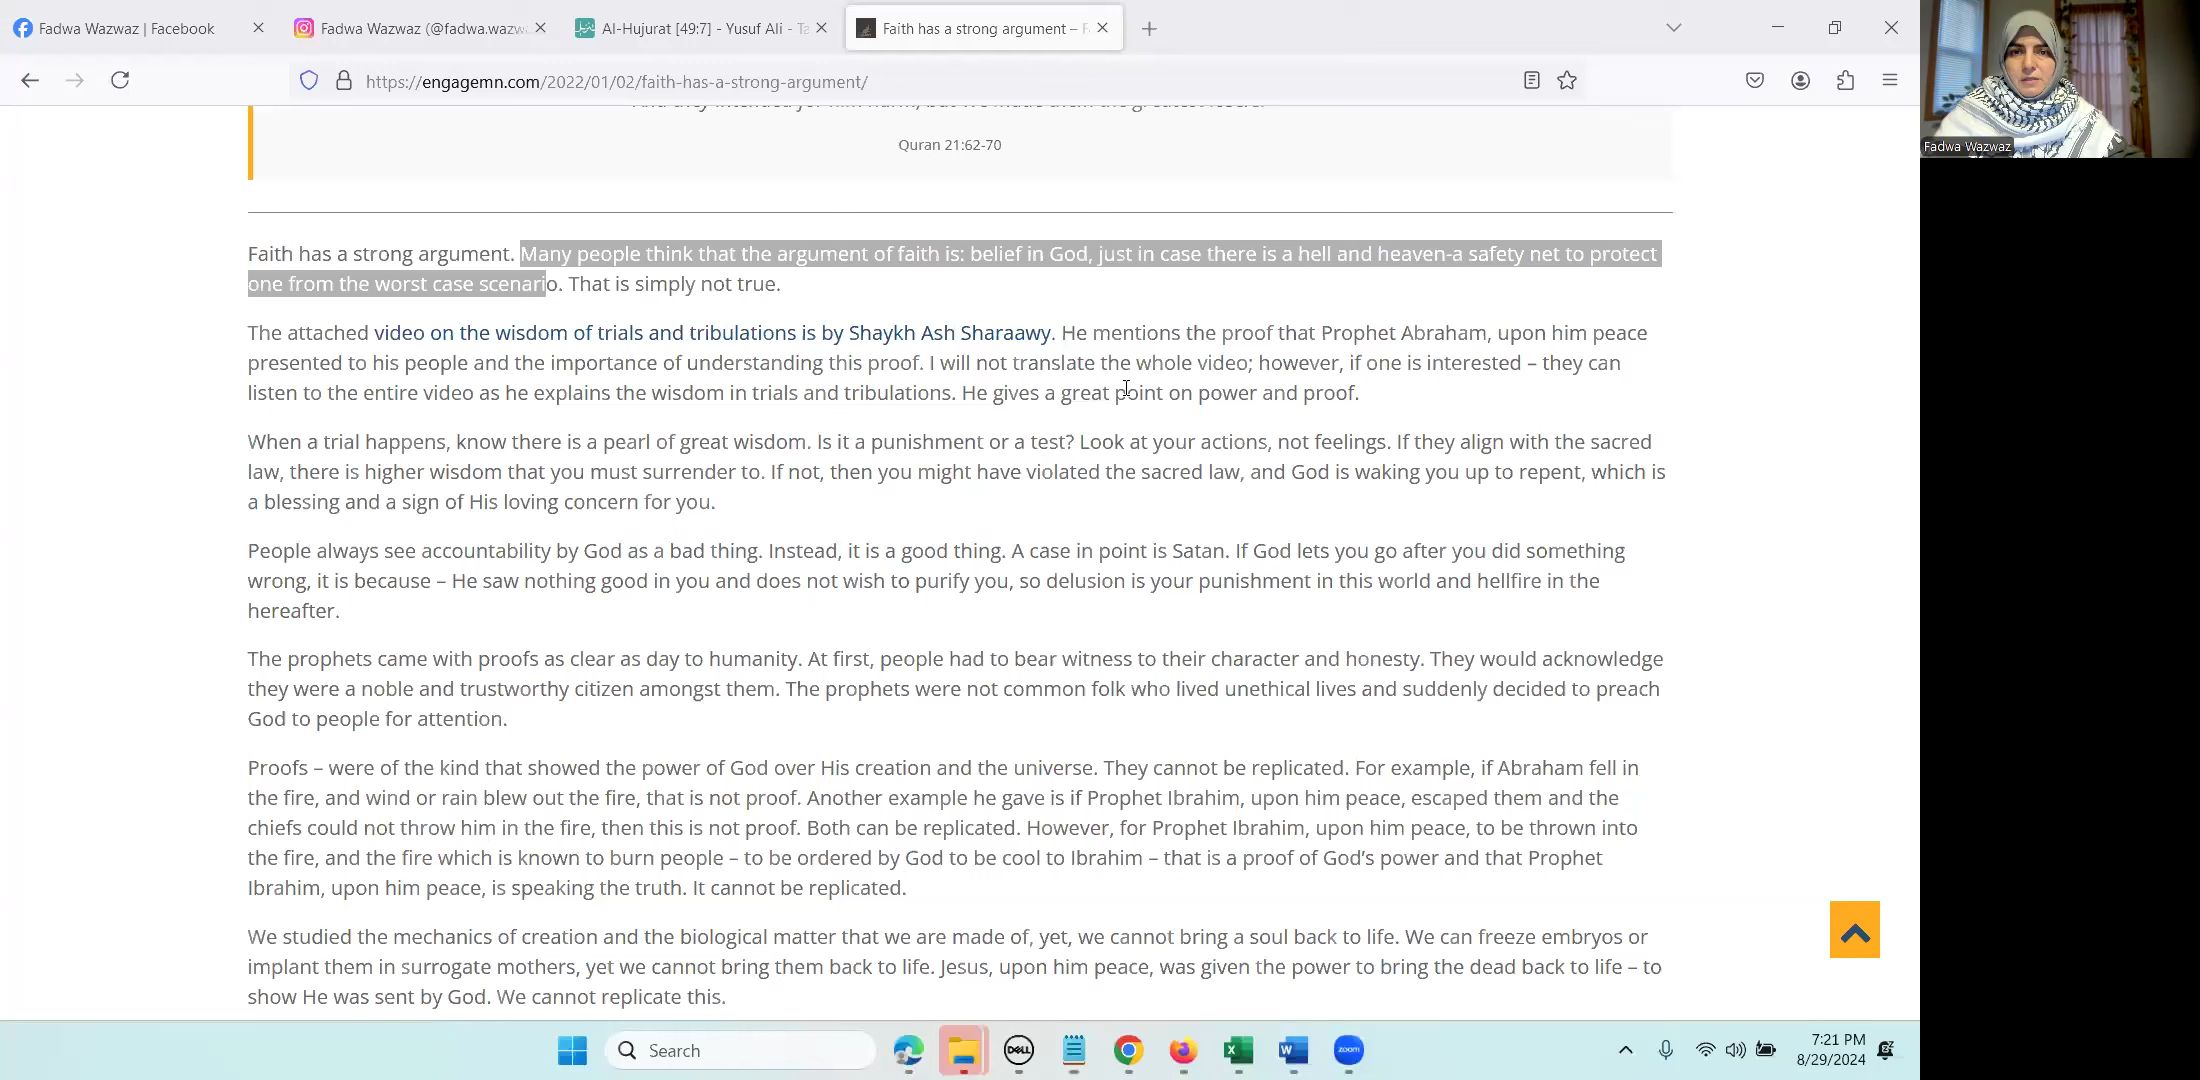 Fadwa Wazwaz | Facebook
Fadwa Wazwaz (@fadwa.wazw
Al-Hujurat [49:7] - Yusuf Ali - Ta
Faith has a strong argument –
https://engagemn.com/2022/01/02/faith-has-a-strong-argument/
Fadwa Wazwaz
Quran 21:62-70
Faith has a strong argument. Many people think that the argument of faith is: belief in God, just in case there is a hell and heaven-a safety net to protect
one from the worst case scenario. That is simply not true.
The attached video on the wisdom of trials and tribulations is by Shaykh Ash Sharaawy. He mentions the proof that Prophet Abraham, upon him peace
presented to his people and the importance of understanding this proof. I will not translate the whole video; however, if one is interested – they can
listen to the entire video as he explains the wisdom in trials and tribulations. He gives a great point on power and proof.
When a trial happens, know there is a pearl of great wisdom. Is it a punishment or a test? Look at your actions, not feelings. If they align with the sacred
law, there is higher wisdom that you must surrender to. If not, then you might have violated the sacred law, and God is waking you up to repent, which is
a blessing and a sign of His loving concern for you.
People always see accountability by God as a bad thing. Instead, it is a good thing. A case in point is Satan. If God lets you go after you did something
wrong, it is because – He saw nothing good in you and does not wish to purify you, so delusion is your punishment in this world and hellfire in the
hereafter.
The prophets came with proofs as clear as day to humanity. At first, people had to bear witness to their character and honesty. They would acknowledge
they were a noble and trustworthy citizen amongst them. The prophets were not common folk who lived unethical lives and suddenly decided to preach
God to people for attention.
Proofs – were of the kind that showed the power of God over His creation and the universe. They cannot be replicated. For example, if Abraham fell in
the fire, and wind or rain blew out the fire, that is not proof. Another example he gave is if Prophet Ibrahim, upon him peace, escaped them and the
chiefs could not throw him in the fire, then this is not proof. Both can be replicated. However, for Prophet Ibrahim, upon him peace, to be thrown into
the fire, and the fire which is known to burn people – to be ordered by God to be cool to Ibrahim – that is a proof of God's power and that Prophet
Ibrahim, upon him peace, is speaking the truth. It cannot be replicated.
We studied the mechanics of creation and the biological matter that we are made of, yet, we cannot bring a soul back to life. We can freeze embryos or
implant them in surrogate mothers, yet we cannot bring them back to life. Jesus, upon him peace, was given the power to bring the dead back to life – to
show He was sent by God. We cannot replicate this.
Search
DELL
zoom
7:21 PM
8/29/2024